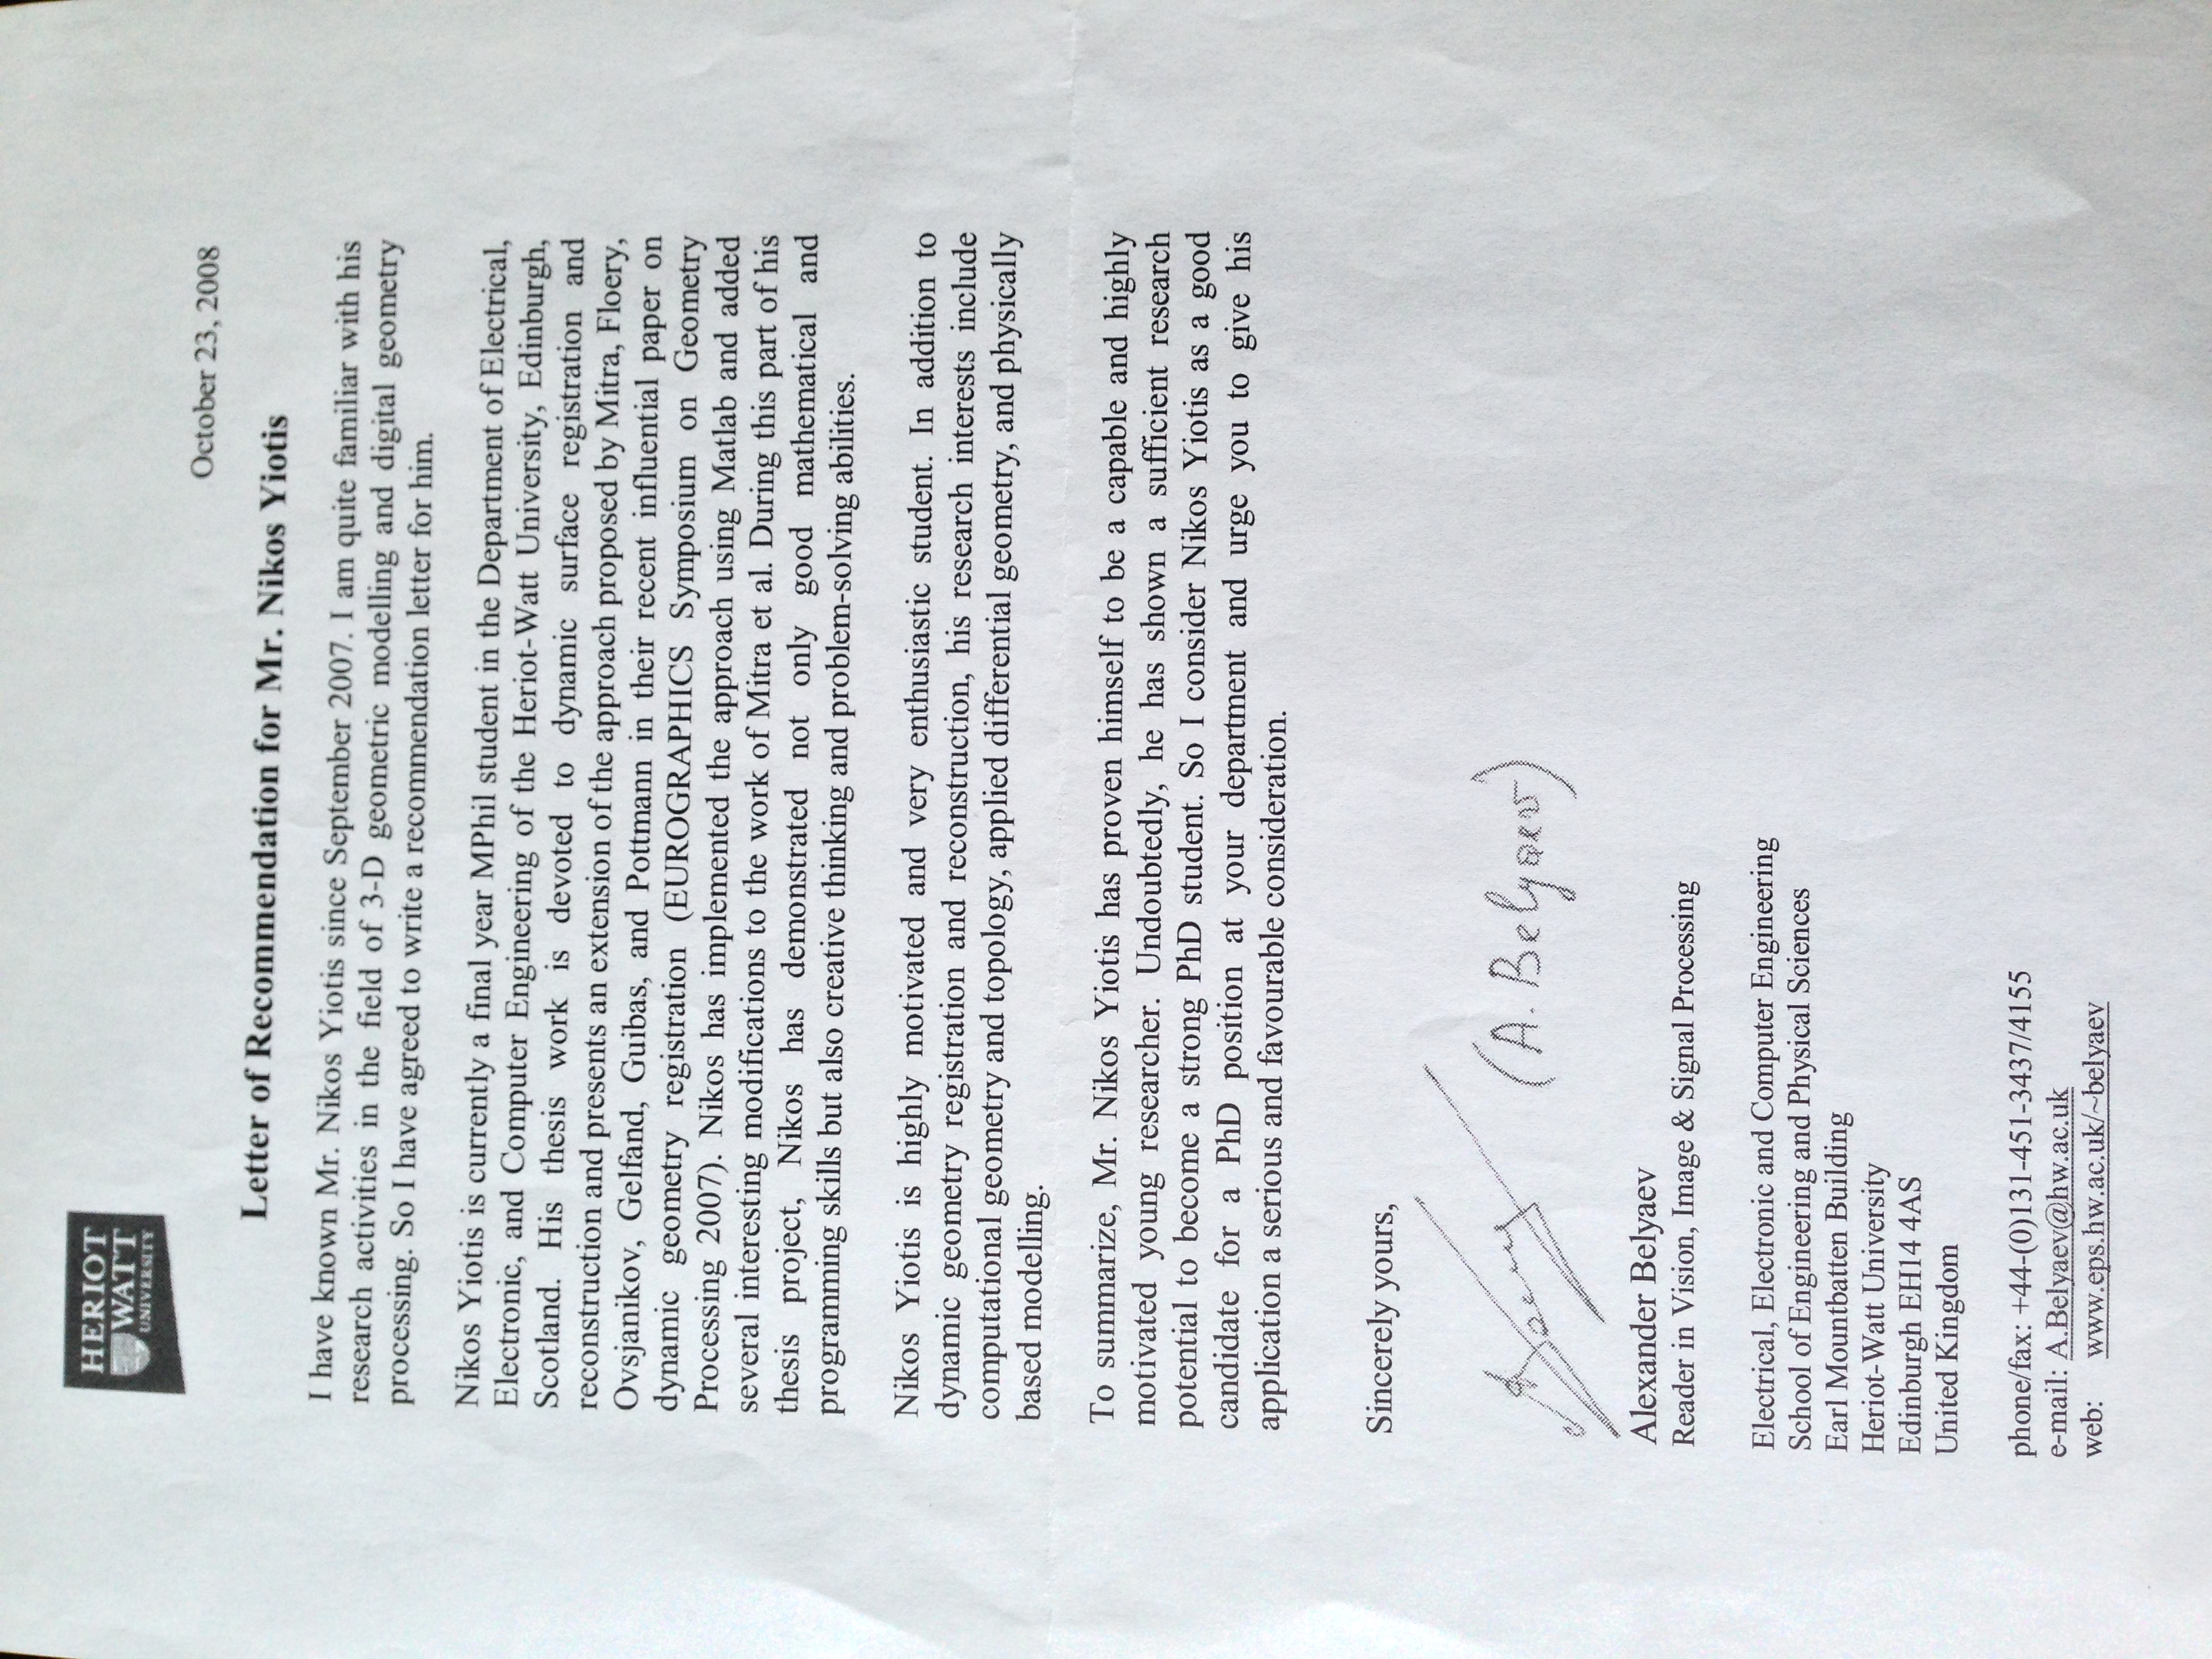 HERIOT
WATT
UNIVERSITY
October 23, 2008
Letter of Recommendation for Mr. Nikos Yiotis
I have known Mr. Nikos Yiotis since September 2007. I am quite familiar with his
research activities in the field of 3-D geometric modelling and digital geometry
processing. So I have agreed to write a recommendation letter for him.
Nikos Yiotis is currently a final year MPhil student in the Department of Electrical,
Electronic, and Computer Engineering of the Heriot-Watt University, Edinburgh,
Scotland. His thesis work is devoted to dynamic surface registration and
reconstruction and presents an extension of the approach proposed by Mitra, Floery,
Ovsjanikov, Gelfand, Guibas, and Pottmann in their recent influential paper on
dynamic geometry registration (EUROGRAPHICS Symposium on Geometry
Processing 2007). Nikos has implemented the approach using Matlab and added
several interesting modifications to the work of Mitra et al. During this part of his
thesis project, Nikos has demonstrated not only good mathematical and
programming skills but also creative thinking and problem-solving abilities.
Nikos Yiotis is highly motivated and very enthusiastic student. In addition to
dynamic geometry registration and reconstruction, his research interests include
computational geometry and topology, applied differential geometry, and physically
based modelling.
To summarize, Mr. Nikos Yiotis has proven himself to be a capable and highly
motivated young researcher. Undoubtedly, he has shown a sufficient research
potential to become a strong PhD student. So I consider Nikos Yiotis as a good
candidate for a PhD position at your department and urge you to give his
application a serious and favourable consideration.
Sincerely yours,
(A. Belyaev)
Alexander Belyaev
Reader in Vision, Image & Signal Processing
Electrical, Electronic and Computer Engineering
School of Engineering and Physical Sciences
Earl Mountbatten Building
Heriot-Watt University
Edinburgh EH14 4AS
United Kingdom
phone/fax: +44-(0)131-451-3437/4155
e-mail: A.Belyaev@hw.ac.uk
web: www.eps.hw.ac.uk/~belyaev